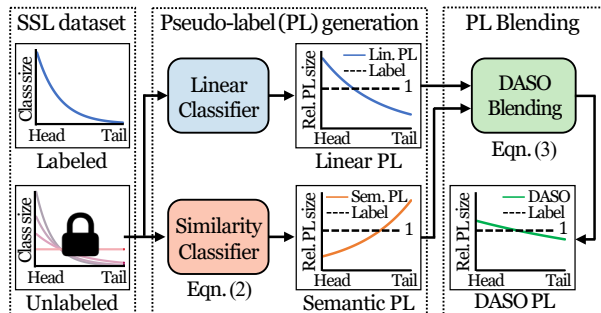 SSL dataset
Class size
Head Tail
Labeled
Class size
Head Tail
Unlabeled
Pseudo-label (PL) generation
Linear
Classifier
Rel. PL size
Lin. PL
Label
1
Head Tail
Linear PL
Similarity
Classifier
Eqn. (2)
Rel. PL size
Sem. PL
Label
1
Head Tail
Semantic PL
PL Blending
DASO
Blending
Eqn. (3)
Rel. PL size
DASO
Label
1
Head Tail
DASO PL